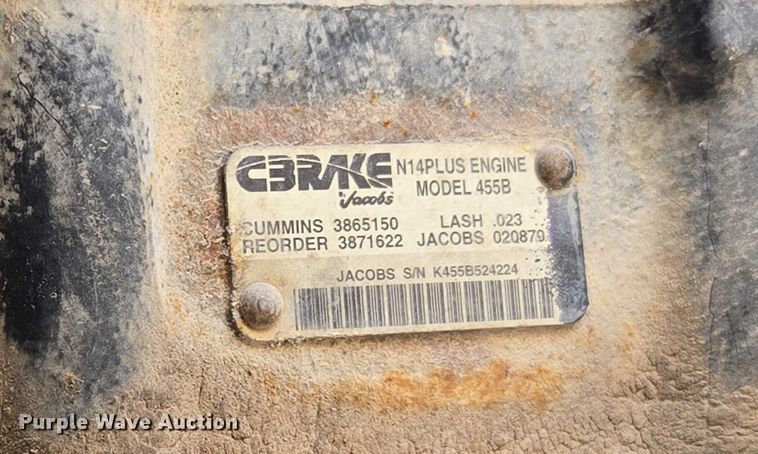 CBRAKE N14PLUS ENGINE
by Jacobs MODEL 455B
CUMMINS 3865150 LASH .023
REORDER 3871622 JACOBS 020879
JACOBS S/N K455B524224
Purple Wave Auction